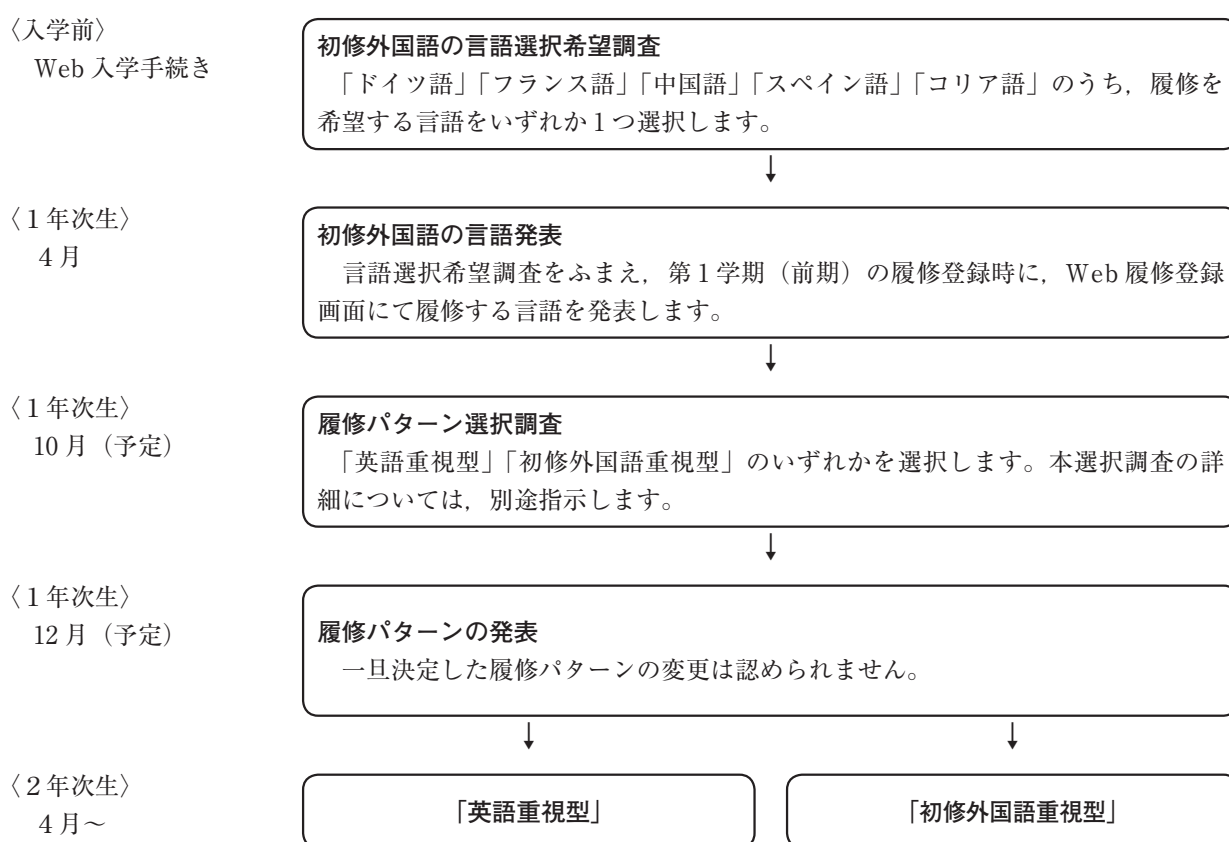 〈入学前〉
Web 入学手続き
初修外国語の言語選択希望調査
「ドイツ語」「フランス語」「中国語」「スペイン語」「コリア語」のうち，履修を
希望する言語をいずれか１つ選択します。
↓
〈１年次生〉
４月
初修外国語の言語発表
言語選択希望調査をふまえ，第１学期（前期）の履修登録時に，Web 履修登録
画面にて履修する言語を発表します。
↓
〈１年次生〉
10 月（予定）
履修パターン選択調査
「英語重視型」「初修外国語重視型」のいずれかを選択します。本選択調査の詳
細については，別途指示します。
↓
〈１年次生〉
12 月（予定）
履修パターンの発表
一旦決定した履修パターンの変更は認められません。
↓ ↓
〈２年次生〉
４月～
「英語重視型」
「初修外国語重視型」